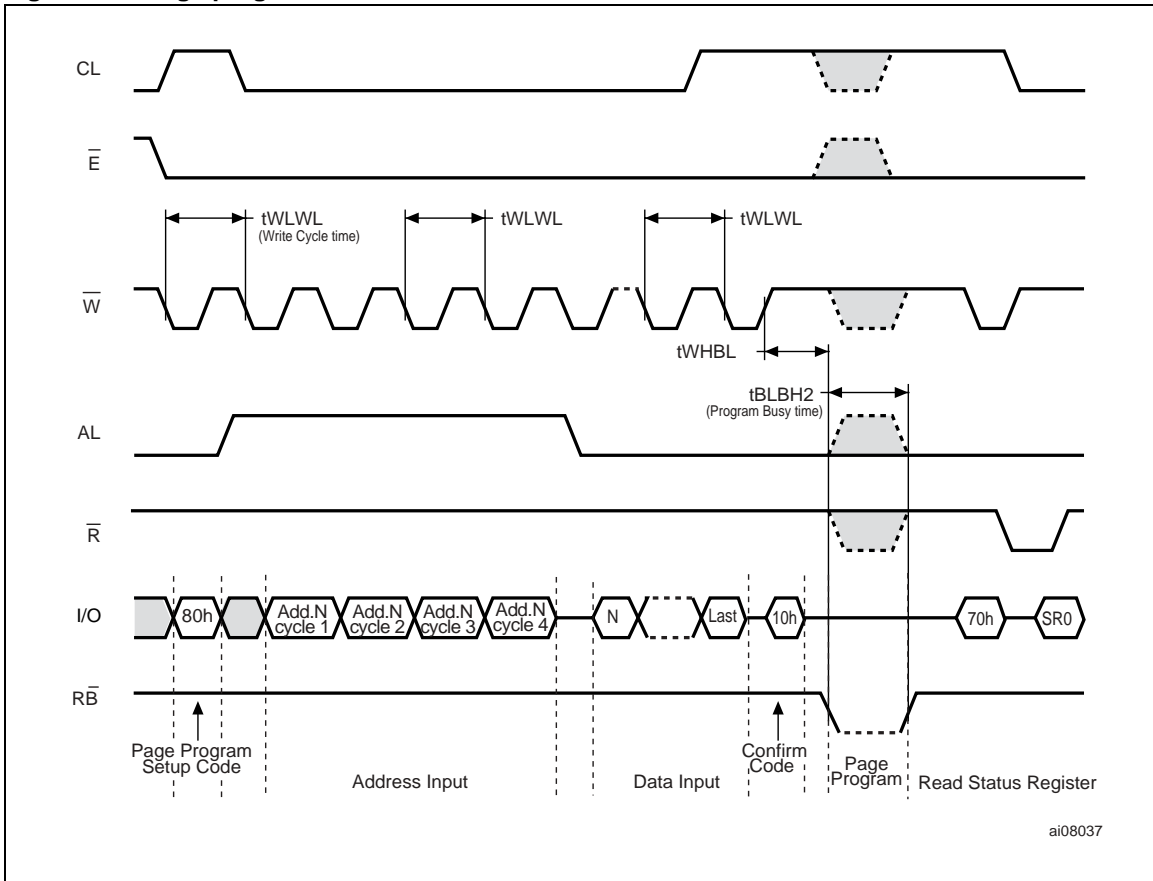 CL
E
tWLWL
(Write Cycle time)
tWLWL
tWLWL
W
tWHBL
tBLBH2
(Program Busy time)
AL
R
I/O
80h
Add.N
cycle 1
Add.N
cycle 2
Add.N
cycle 3
Add.N
cycle 4
N
Last
10h
70h
SR0
RB
Page Program
Setup Code
Address Input
Data Input
Confirm
Code
Page
Program
Read Status Register
ai08037